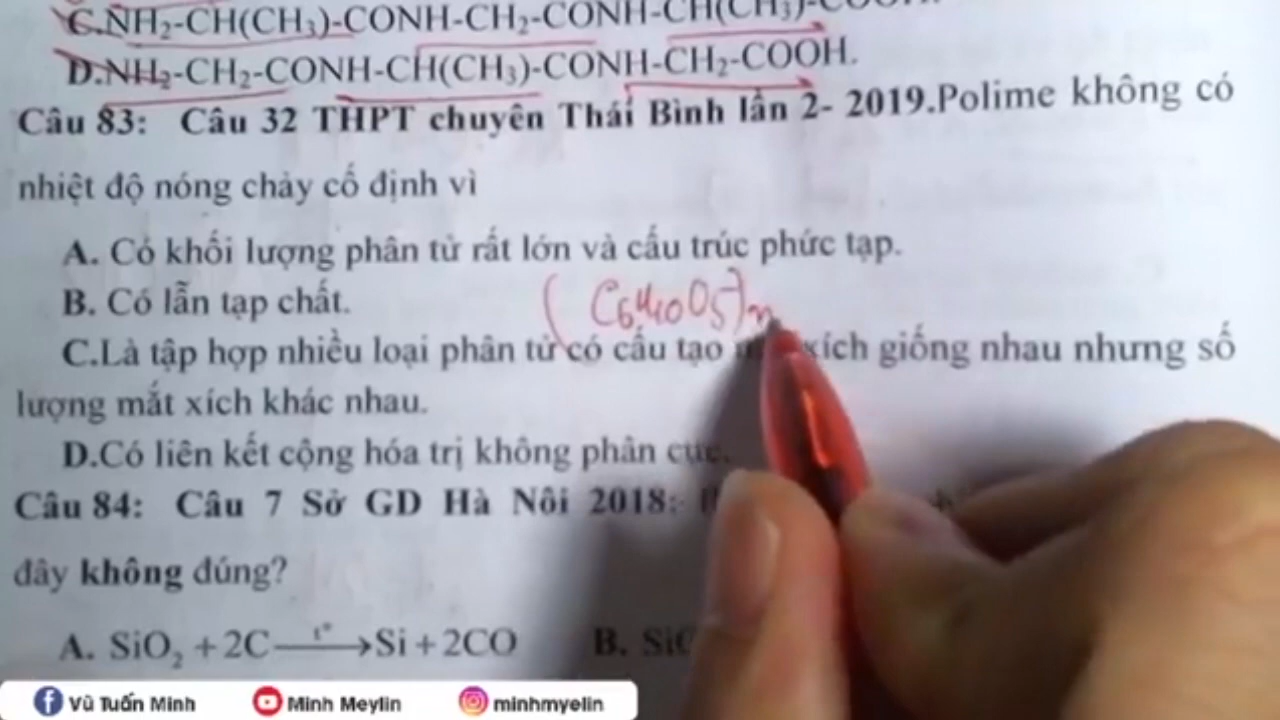 C.NH₂-CH(CH₃)-CONH-CH₂-CONH-CH(CH₃)-COOH.
D.NH₂-CH₂-CONH-CH(CH₃)-CONH-CH₂-COOH.
Câu 83: Câu 32 THPT chuyên Thái Bình lần 2- 2019.Polime không có
nhiệt độ nóng chảy cố định vì
A. Có khối lượng phân tử rất lớn và cấu trúc phức tạp.
B. Có lẫn tạp chất.
(C₆H₁₀O₅)n
C.Là tập hợp nhiều loại phân tử có cấu tạo xích giống nhau nhưng số
lượng mắt xích khác nhau.
D.Có liên kết cộng hóa trị không phân cực.
Câu 84: Câu 7 Sở GD Hà Nôi 2018:
đây không đúng?
A. SiO₂ + 2C —t°→ Si + 2CO B.
Vũ Tuấn Minh Minh Meylin minhmyelin